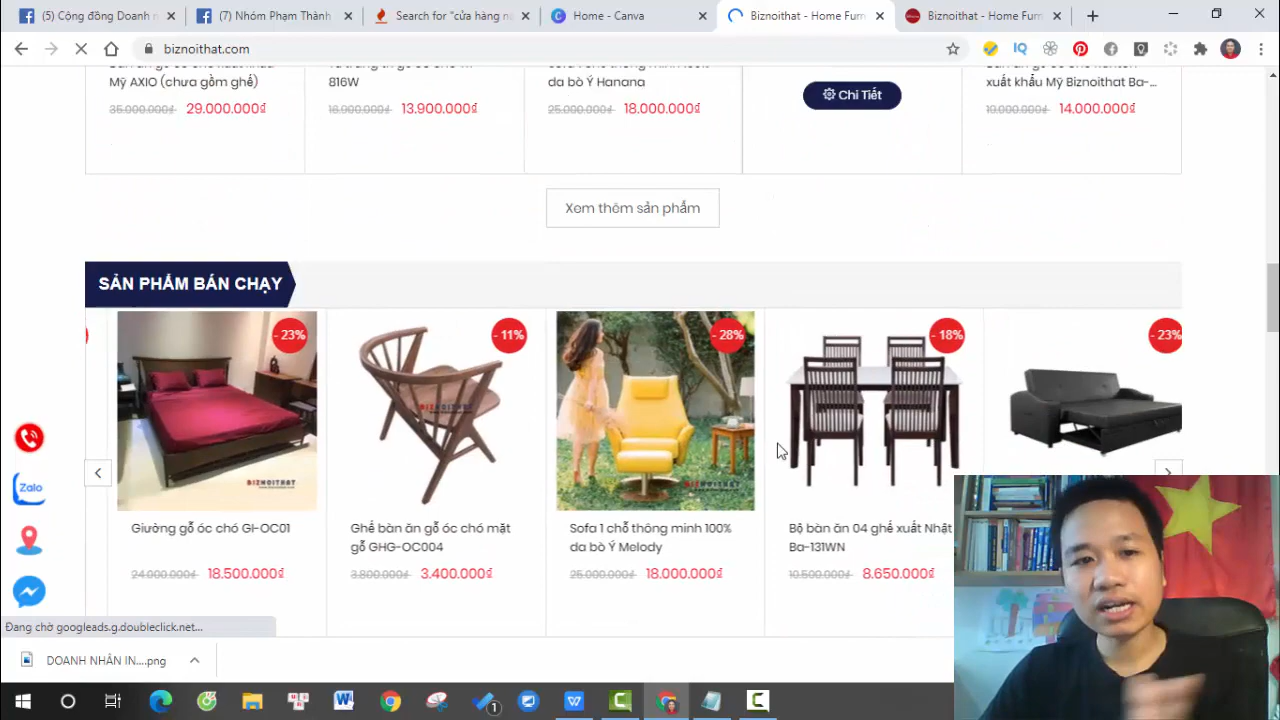 (5) Cộng đồng Doanh n
(7) Nhóm Phạm Thành
Search for "cửa hàng n
Home - Canva
Biznoithat - Home Furn
Biznoithat - Home Furn
biznoithat.com
Mỹ AXIO (chưa gồm ghế)
816W
da bò Ý Hanana
Chi Tiết
xuất khẩu Mỹ Biznoithat Ba-...
35.000.000₫ 29.000.000₫
16.900.000₫ 13.900.000₫
25.000.000₫ 18.000.000₫
19.000.000₫ 14.000.000₫
Xem thêm sản phẩm
SẢN PHẨM BÁN CHẠY
- 23%
- 11%
- 28%
- 18%
- 23%
BIZNOITHAT
BIZNOITHAT
BIZNOITHAT
Zalo
Giường gỗ óc chó GI-OC01
24.000.000₫ 18.500.000₫
Ghế bàn ăn gỗ óc chó mặt
gỗ GHG-OC004
3.800.000₫ 3.400.000₫
Sofa 1 chỗ thông minh 100%
da bò Ý Melody
25.000.000₫ 18.000.000₫
Bộ bàn ăn 04 ghế xuất Nhật
Ba-131WN
10.500.000₫ 8.650.000₫
Đang chờ googleads.g.doubleclick.net...
DOANH NHÂN IN....png
1